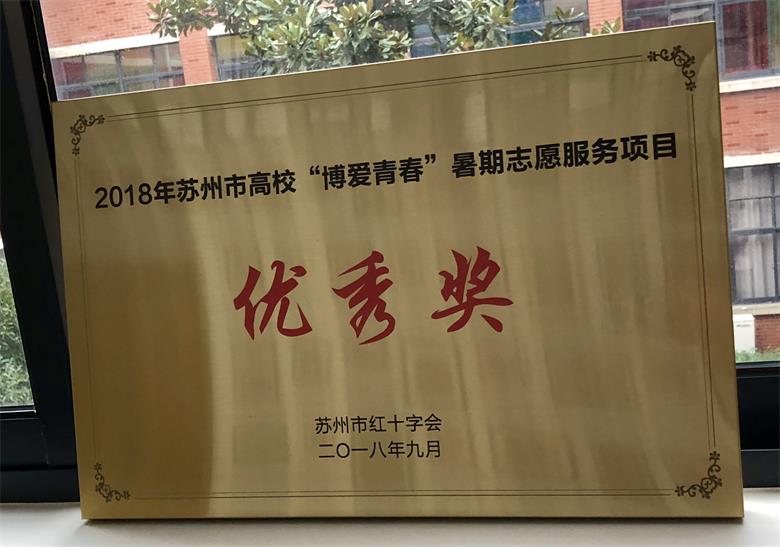 2018年苏州市高校“博爱青春”暑期志愿服务项目
优秀奖
苏州市红十字会
二〇一八年九月